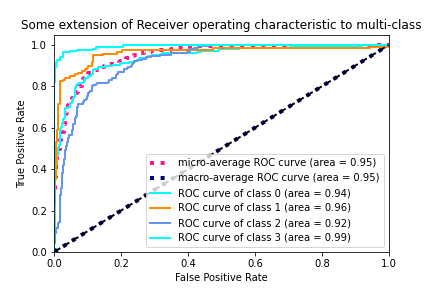 Some extension of Receiver operating characteristic to multi-class
True Positive Rate
1.0
0.8
0.6
0.4
0.2
0.0
micro-average ROC curve (area = 0.95)
macro-average ROC curve (area = 0.95)
ROC curve of class 0 (area = 0.94)
ROC curve of class 1 (area = 0.96)
ROC curve of class 2 (area = 0.92)
ROC curve of class 3 (area = 0.99)
0.0 0.2 0.4 0.6 0.8 1.0
False Positive Rate